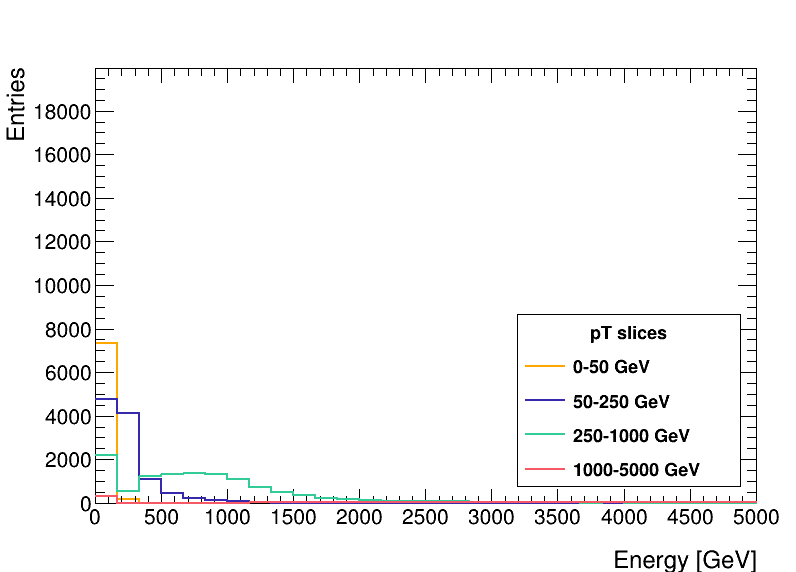 Entries
18000
16000
14000
12000
10000
8000
6000
4000
2000
0
pT slices
0-50 GeV
50-250 GeV
250-1000 GeV
1000-5000 GeV
0 500 1000 1500 2000 2500 3000 3500 4000 4500 5000
Energy [GeV]